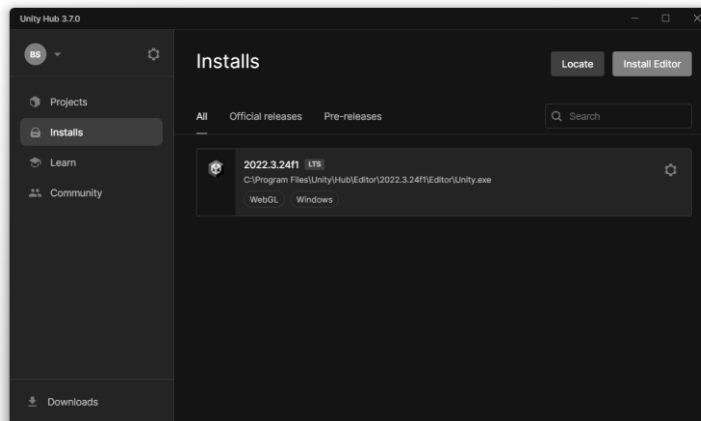 Unity Hub 3.7.0
BS
Projects
Installs
Learn
Community
Downloads
Installs
Locate
Install Editor
All
Official releases
Pre-releases
Search
2022.3.24f1 LTS
C:\Program Files\Unity\Hub\Editor\2022.3.24f1\Editor\Unity.exe
WebGL
Windows